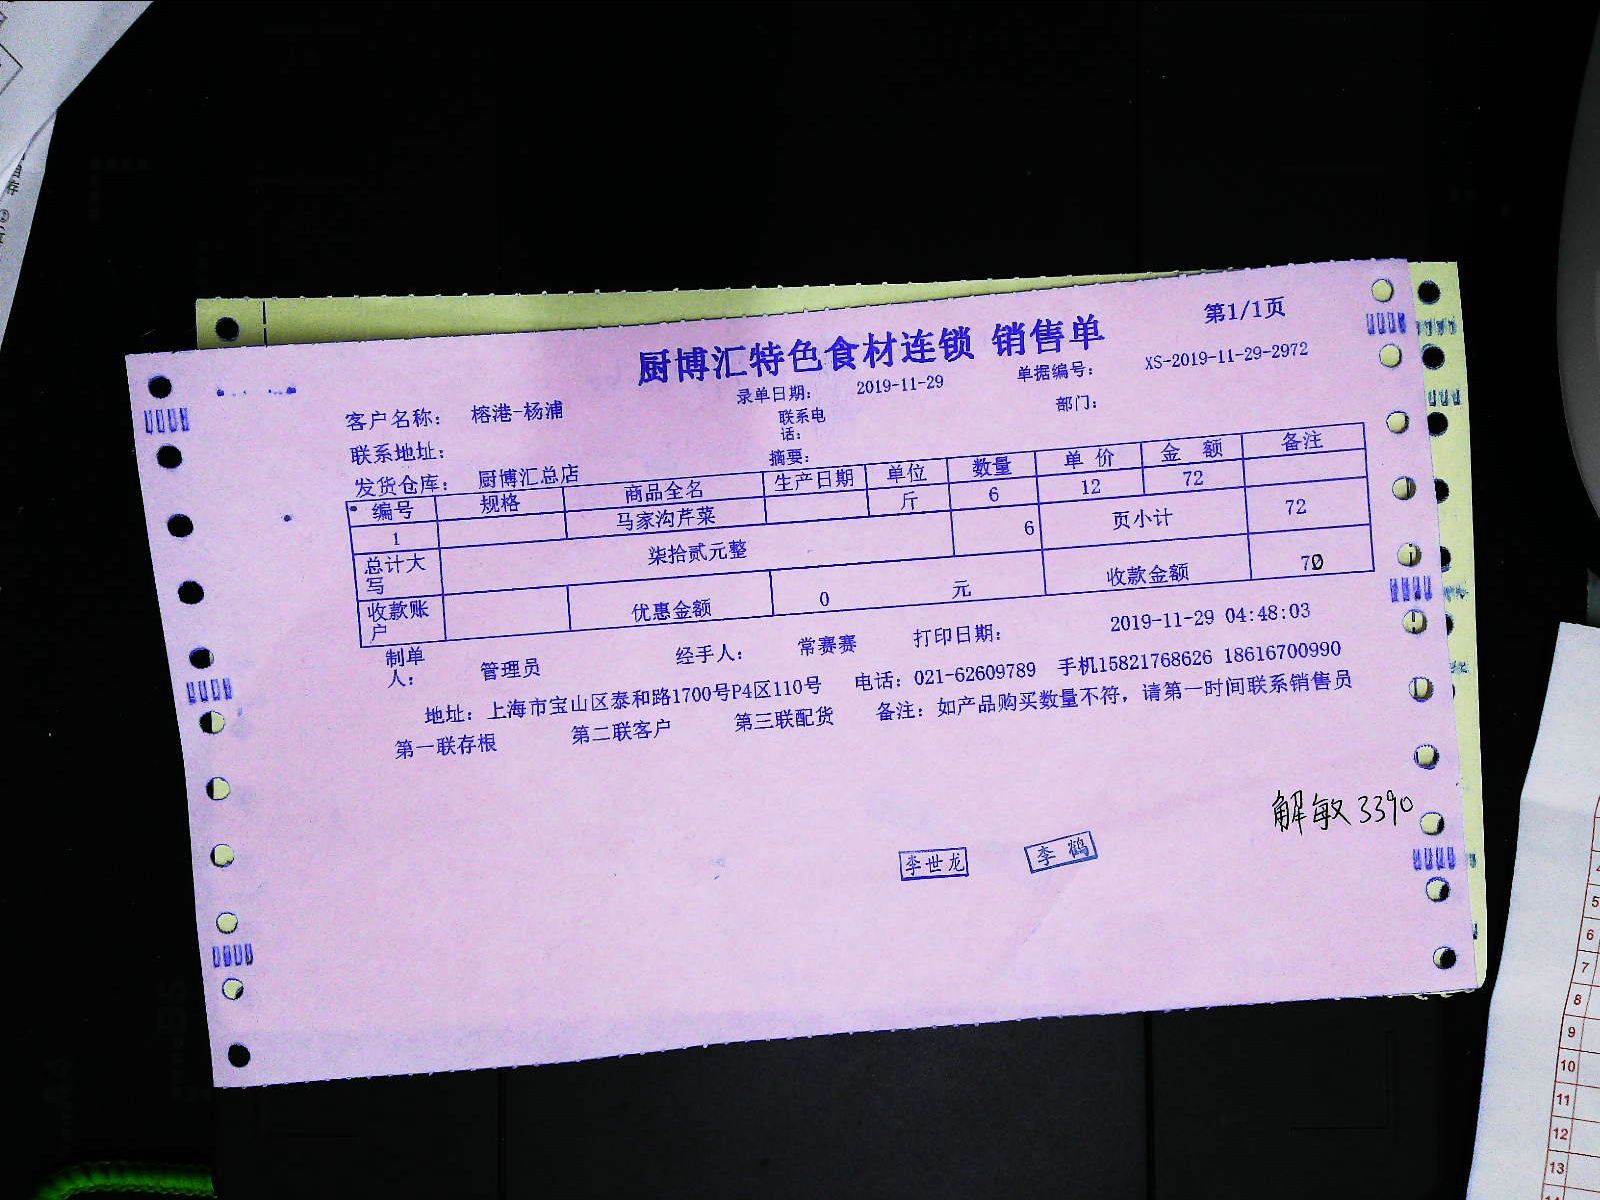 第1/1页
厨博汇特色食材连锁 销售单
录单日期： 2019-11-29 单据编号： XS-2019-11-29-2972
客户名称： 榕港-杨浦 联系电话： 部门：
联系地址： 摘要：
发货仓库： 厨博汇总店
编号 规格 商品全名 生产日期 单位 数量 单价 金额 备注
1 马家沟芹菜 斤 6 12 72
总计大写 柒拾贰元整 6 页小计 72
收款账户 优惠金额 0 元 收款金额
制单人： 管理员 经手人： 常赛赛 打印日期： 2019-11-29 04:48:03
地址：上海市宝山区泰和路1700号P4区110号 电话：021-62609789 手机15821768626 18616700990
第一联存根 第二联客户 第三联配货 备注：如产品购买数量不符，请第一时间联系销售员
解敏 3390
李世龙 李鹤
5
6
7
8
9
10
11
12
13